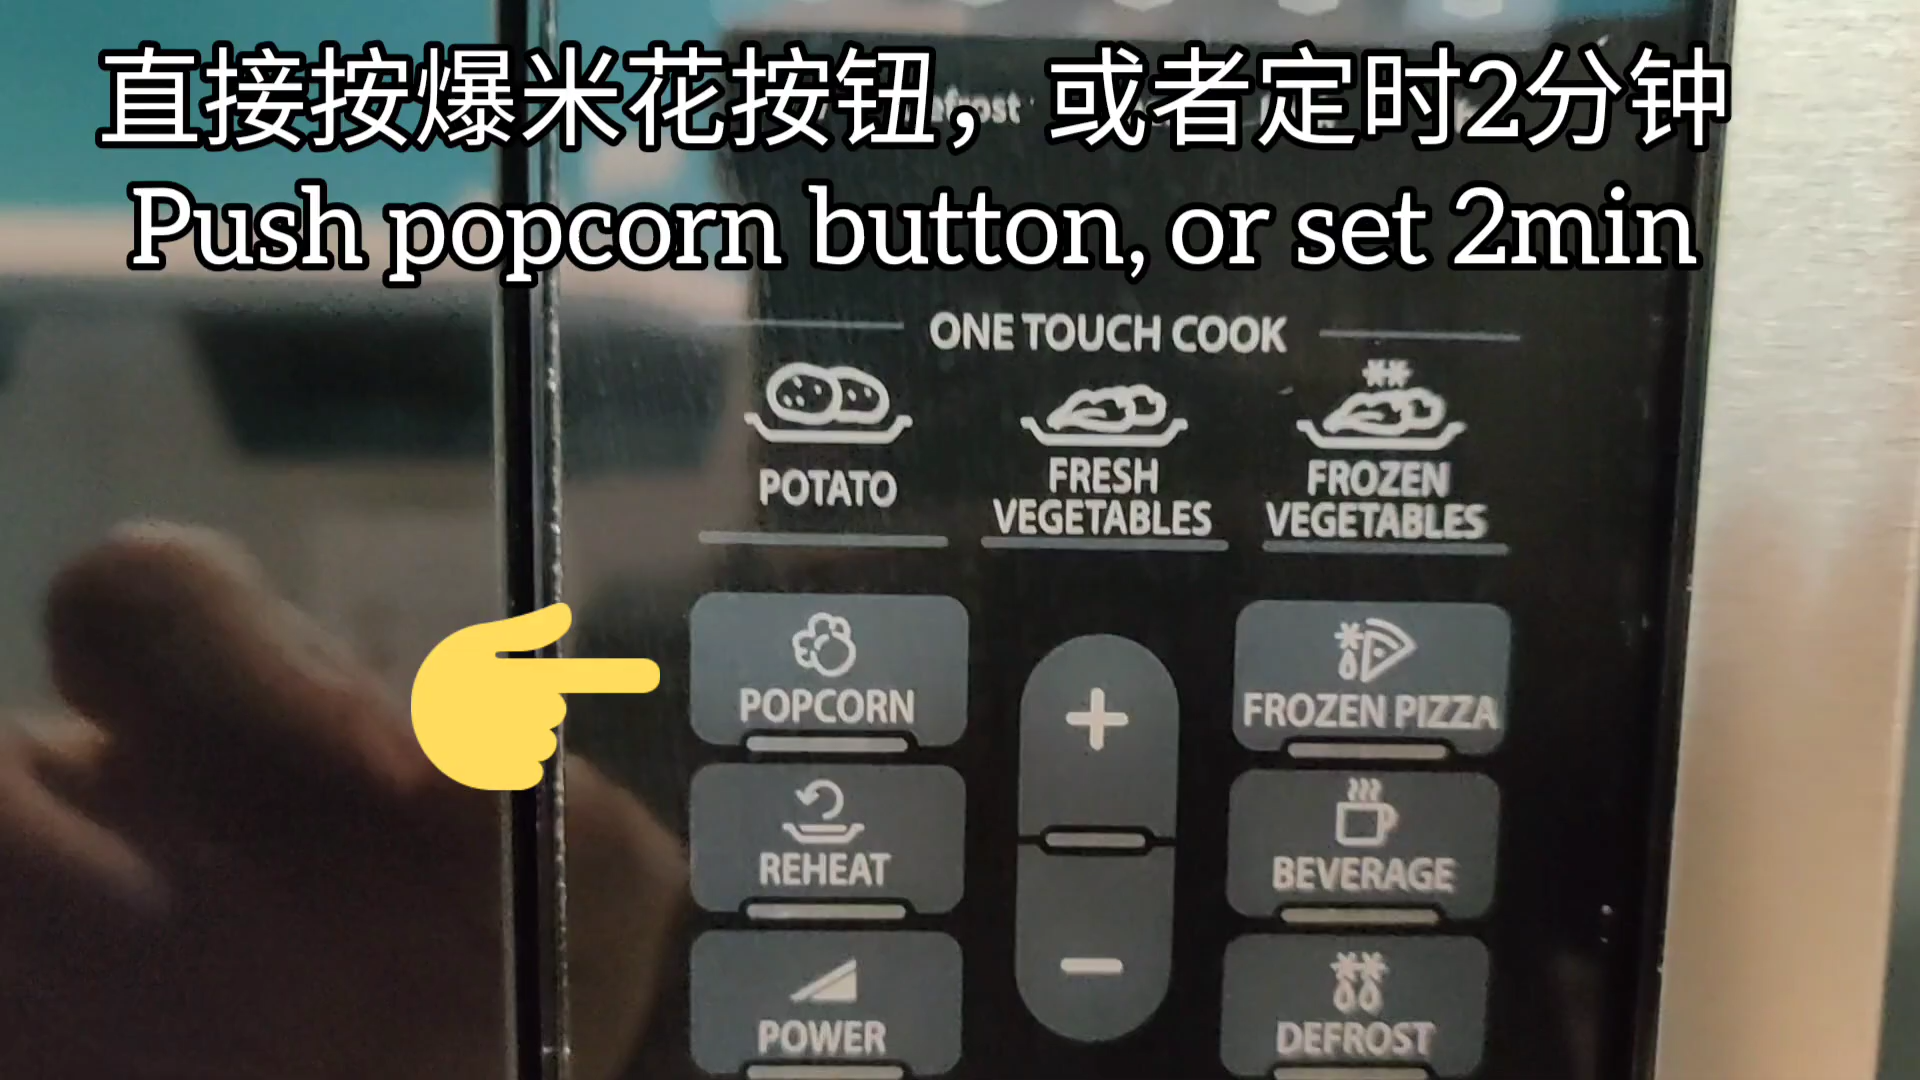 直接按爆米花按钮，或者定时2分钟
Push popcorn button, or set 2min
ONE TOUCH COOK
POTATO
FRESH
VEGETABLES
FROZEN
VEGETABLES
POPCORN
+
FROZEN PIZZA
REHEAT
BEVERAGE
−
POWER
DEFROST